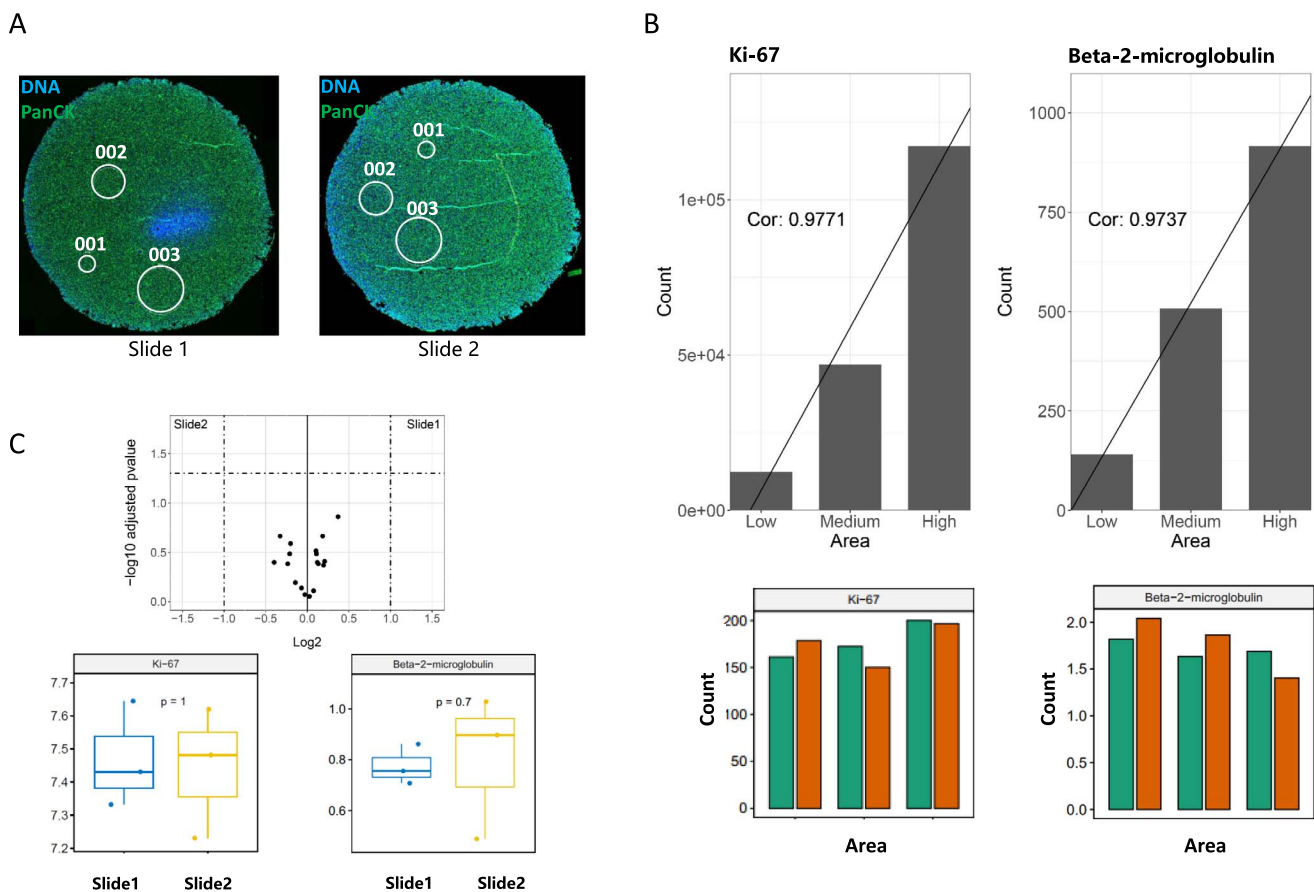 A
DNA
PanCK
002
001
003
Slide 1
DNA
PanCK
001
002
003
Slide 2
B
Ki-67
Count
1e+05
5e+04
0e+00
Cor: 0.9771
Low Medium High
Area
Beta-2-microglobulin
Count
1000
750
500
250
0
Cor: 0.9737
Low Medium High
Area
Ki−67
Count
200
150
100
50
0
Area
Beta−2−microglobulin
Count
2.0
1.5
1.0
0.5
0.0
Area
C
Slide2 Slide1
−log10 adjusted pvalue
1.5
1.0
0.5
0.0
−1.5 −1.0 −0.5 0.0 0.5 1.0 1.5
Log2
Ki−67
7.7
7.6
7.5
7.4
7.3
7.2
p = 1
Slide1 Slide2
Beta−2−microglobulin
1.0
0.8
0.6
p = 0.7
Slide1 Slide2